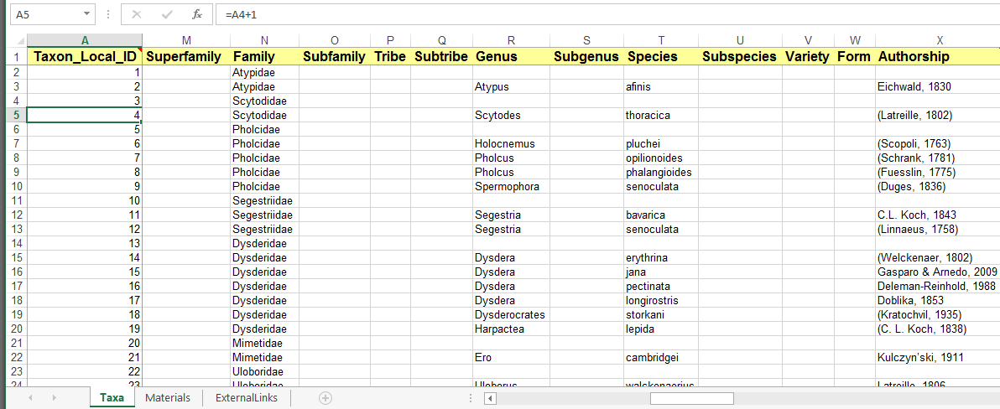 A5 fx =A4+1
A M N O P Q R S T U V W X
1 Taxon_Local_ID Superfamily Family Subfamily Tribe Subtribe Genus Subgenus Species Subspecies Variety Form Authorship
2 1 Atypidae
3 2 Atypidae Atypus afinis Eichwald, 1830
4 3 Scytodidae
5 4 Scytodidae Scytodes thoracica (Latreille, 1802)
6 5 Pholcidae
7 6 Pholcidae Holocnemus pluchei (Scopoli, 1763)
8 7 Pholcidae Pholcus opilionoides (Schrank, 1781)
9 8 Pholcidae Pholcus phalangioides (Fuesslin, 1775)
10 9 Pholcidae Spermophora senoculata (Duges, 1836)
11 10 Segestriidae
12 11 Segestriidae Segestria bavarica C.L. Koch, 1843
13 12 Segestriidae Segestria senoculata (Linnaeus, 1758)
14 13 Dysderidae
15 14 Dysderidae Dysdera erythrina (Welckenaer, 1802)
16 15 Dysderidae Dysdera jana Gasparo & Arnedo, 2009
17 16 Dysderidae Dysdera pectinata Deleman-Reinhold, 1988
18 17 Dysderidae Dysdera longirostris Doblika, 1853
19 18 Dysderidae Dysderocrates storkani (Kratochvil, 1935)
20 19 Dysderidae Harpactea lepida (C. L. Koch, 1838)
21 20 Mimetidae
22 21 Mimetidae Ero cambridgei Kulczyn'ski, 1911
23 22 Uloboridae
24 23 Uloboridae Uloborus walckenaerius Latreille, 1806
Taxa Materials ExternalLinks